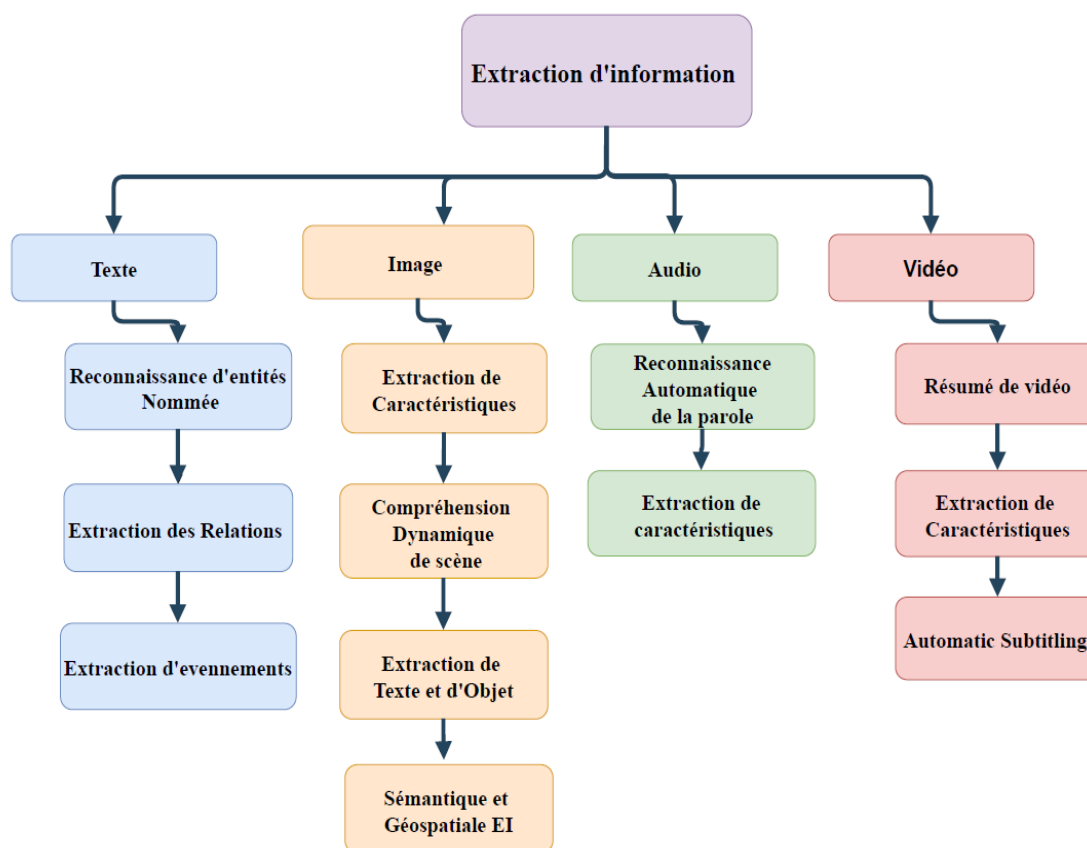 Extraction d'information
Texte
Image
Audio
Vidéo
Reconnaissance d'entités
Nommée
Extraction des Relations
Extraction d'evennements
Extraction de
Caractéristiques
Compréhension
Dynamique
de scène
Extraction de
Texte et d'Objet
Sémantique et
Géospatiale EI
Reconnaissance
Automatique
de la parole
Extraction de
caractéristiques
Résumé de vidéo
Extraction de
Caractéristiques
Automatic Subtitling